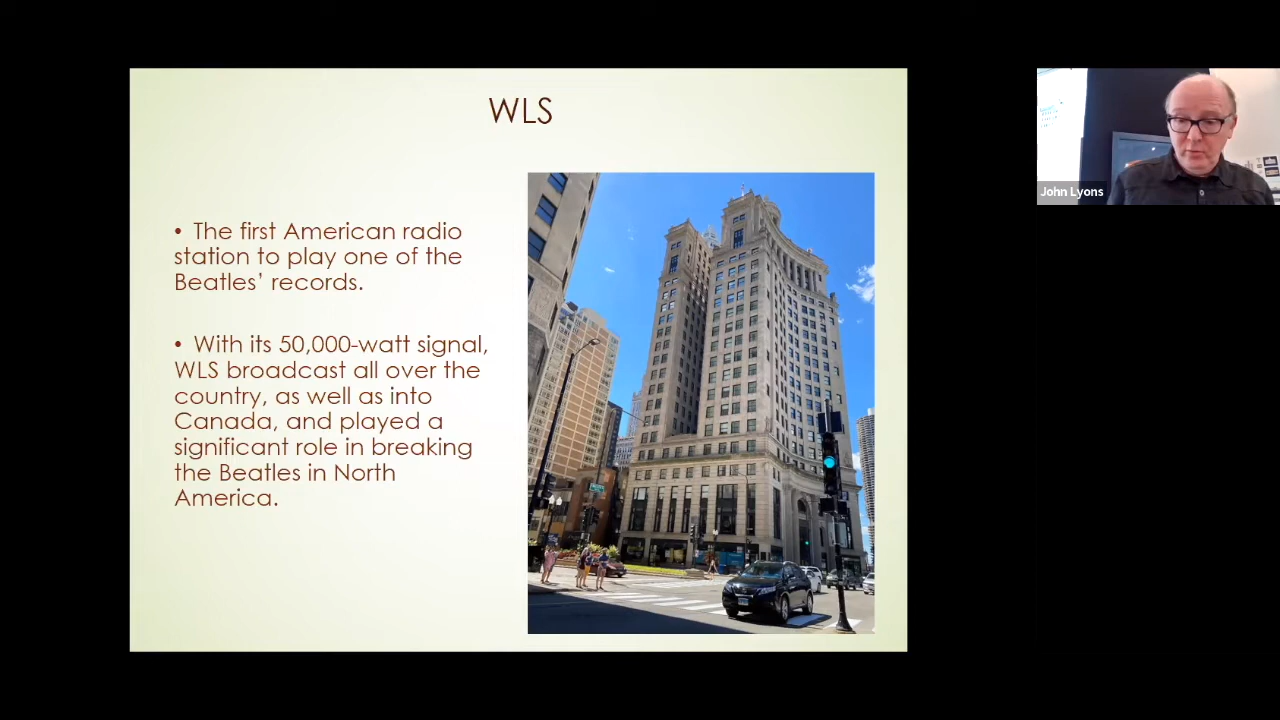 WLS
• The first American radio
station to play one of the
Beatles’ records.
• With its 50,000-watt signal,
WLS broadcast all over the
country, as well as into
Canada, and played a
significant role in breaking
the Beatles in North
America.
John Lyons